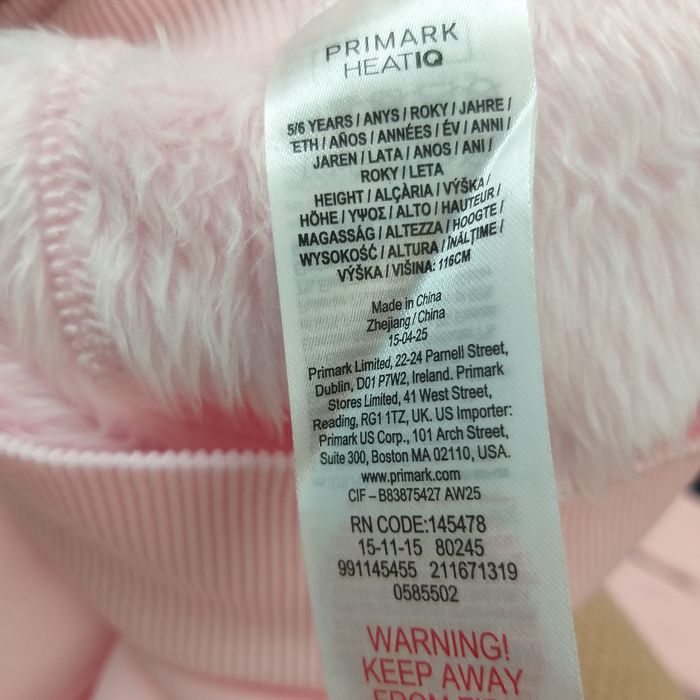 PRIMARK
HEATIQ
5/6 YEARS / ANYS / ROKY / JAHRE /
ETH / AÑOS / ANNÉES / ÉV / ANNI /
JAREN / LATA / ANOS / ANI /
ROKY / LETA
HEIGHT / ALÇÀRIA / VÝŠKA /
HÖHE / ΥΨΟΣ / ALTO / HAUTEUR /
MAGASSÁG / ALTEZZA / HOOGTE /
WYSOKOŚĆ / ALTURA / ÎNĂLȚIME /
VÝŠKA / VIŠINA: 116CM
Made in China
Zhejiang / China
15-04-25
Primark Limited, 22-24 Parnell Street,
Dublin, D01 P7W2, Ireland. Primark
Stores Limited, 41 West Street,
Reading, RG1 1TZ, UK. US Importer:
Primark US Corp., 101 Arch Street,
Suite 300, Boston MA 02110, USA.
www.primark.com
CIF – B83875427 AW25
RN CODE:145478
15-11-15 80245
991145455 211671319
0585502
WARNING!
KEEP AWAY
FROM FIRE